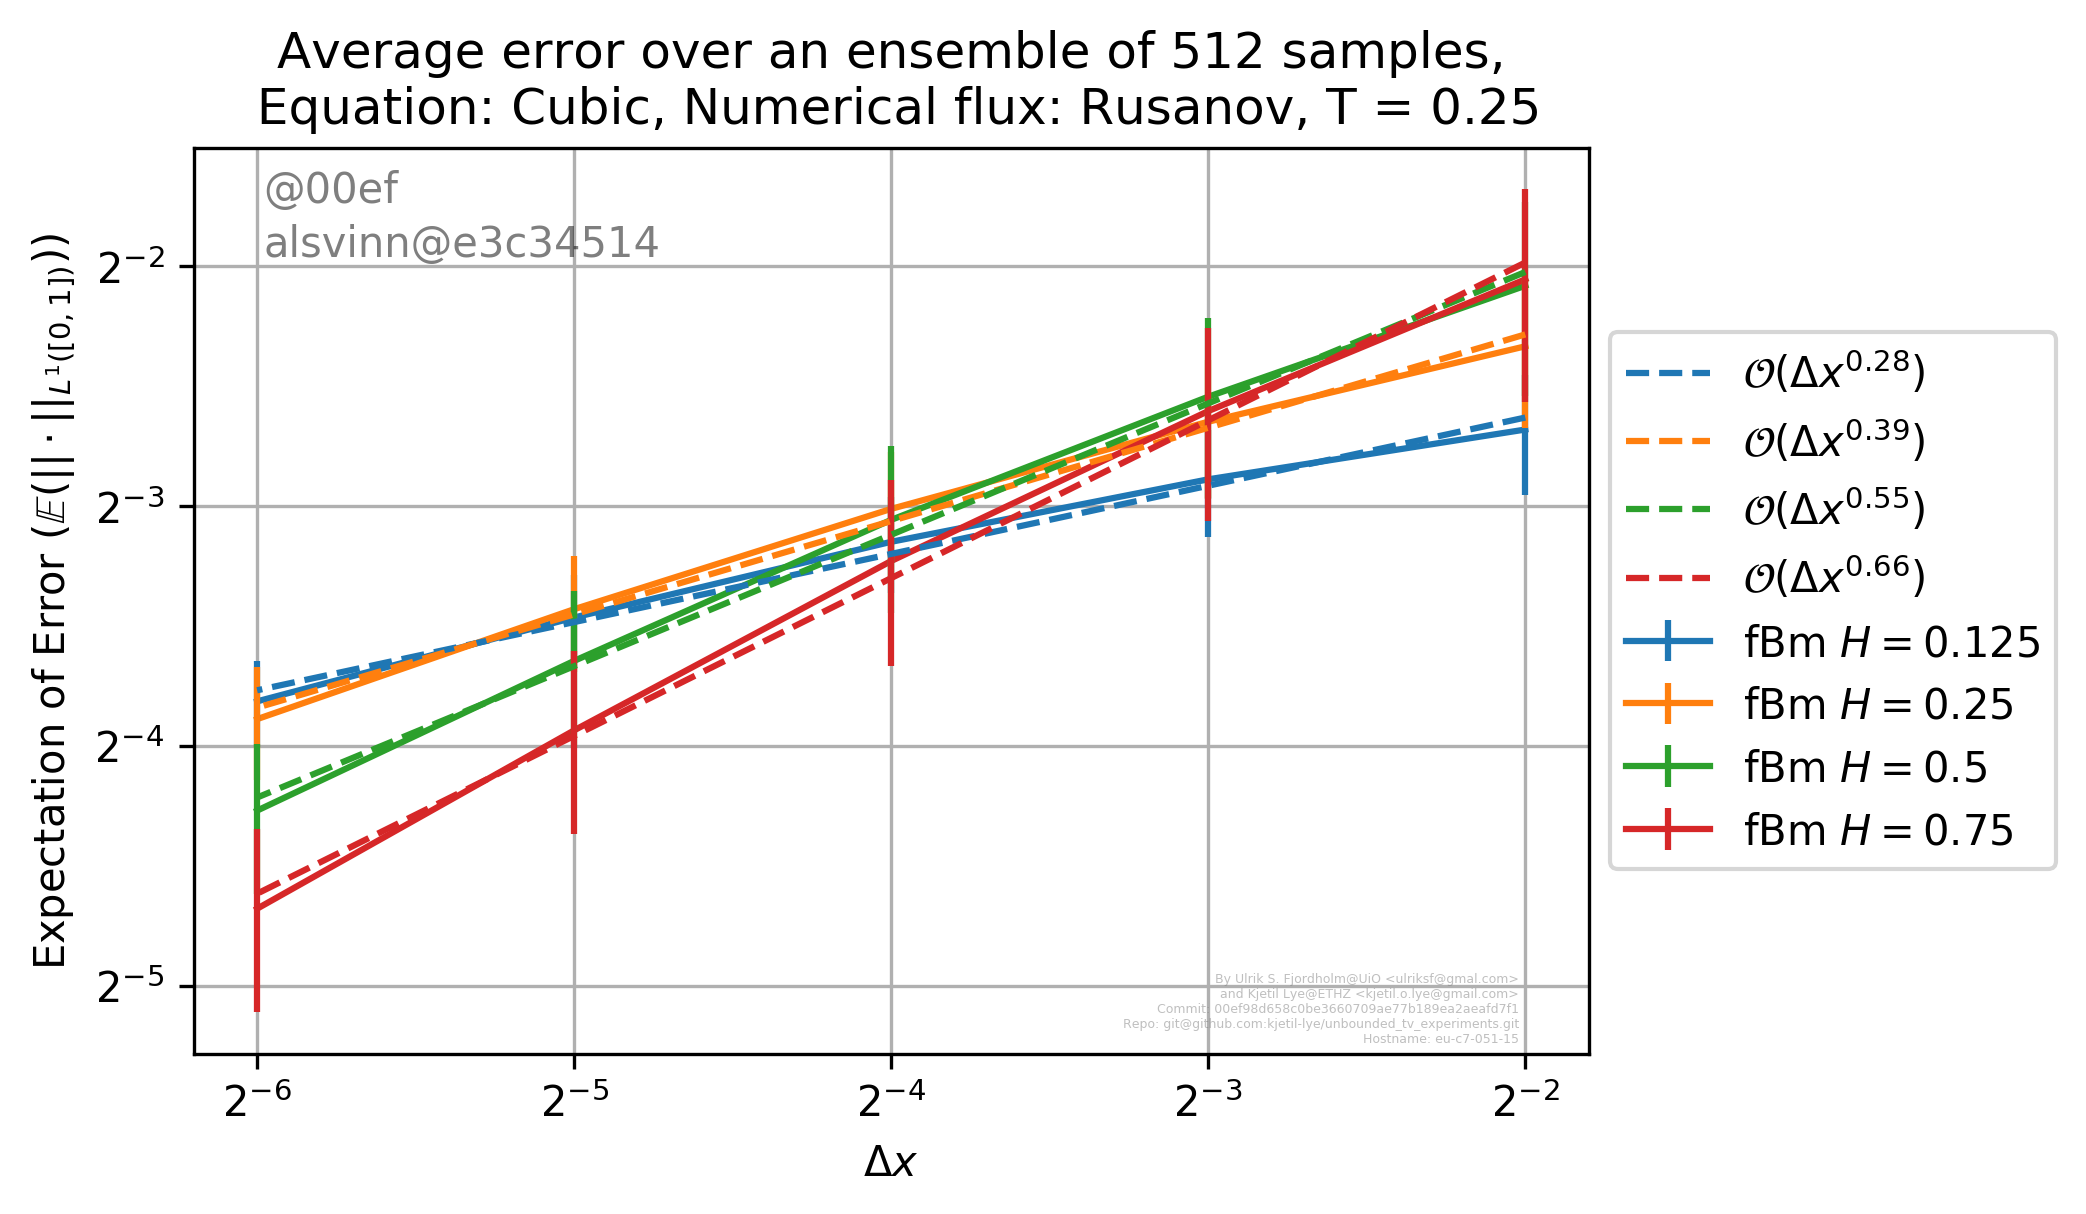 Average error over an ensemble of 512 samples,
Equation: Cubic, Numerical flux: Rusanov, T = 0.25
@00ef
alsvinn@e3c34514
Expectation of Error (𝔼(|| · ||_{L^1([0, 1])}))
2^{-2}
2^{-3}
2^{-4}
2^{-5}
2^{-6}
2^{-5}
2^{-4}
2^{-3}
2^{-2}
Δx
𝒪(Δx^{0.28})
𝒪(Δx^{0.39})
𝒪(Δx^{0.55})
𝒪(Δx^{0.66})
fBm H = 0.125
fBm H = 0.25
fBm H = 0.5
fBm H = 0.75
By Ulrik S. Fjordholm@UiO <ulriksf@gmal.com>
and Kjetil Lye@ETHZ <kjetil.o.lye@gmail.com>
Commit: 00ef98d658c0be3660709ae77b189ea2aeafd7f1
Repo: git@github.com:kjetil-lye/unbounded_tv_experiments.git
Hostname: eu-c7-051-15